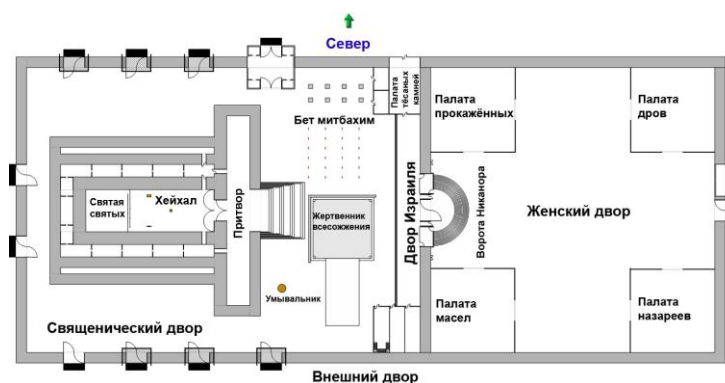 Север
Палата
тёсаных
камней
Палата
прокажённых
Палата
дров
Бет митбахим
Святая
святых
Хейхал
Притвор
Жертвенник
всесожжения
Двор Израиля
Ворота Никанора
Женский двор
Умывальник
Палата
масел
Палата
назареев
Священический двор
Внешний двор